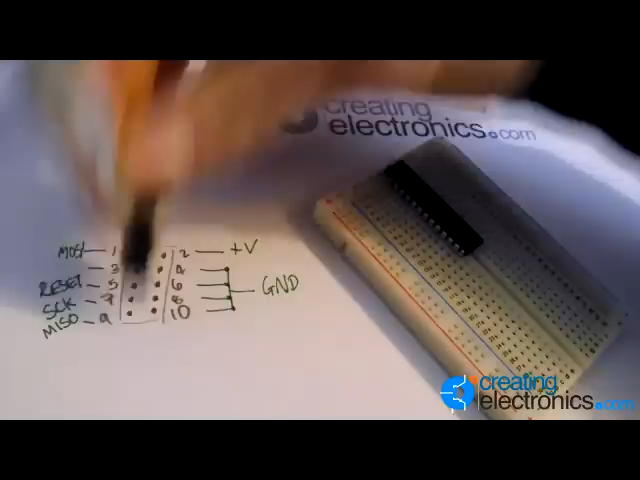 creating
electronics.com
MOSI 1 2 +V
3 4
RESET 5 6 GND
SCK 7 8
MISO 9 10
creating
electronics.com